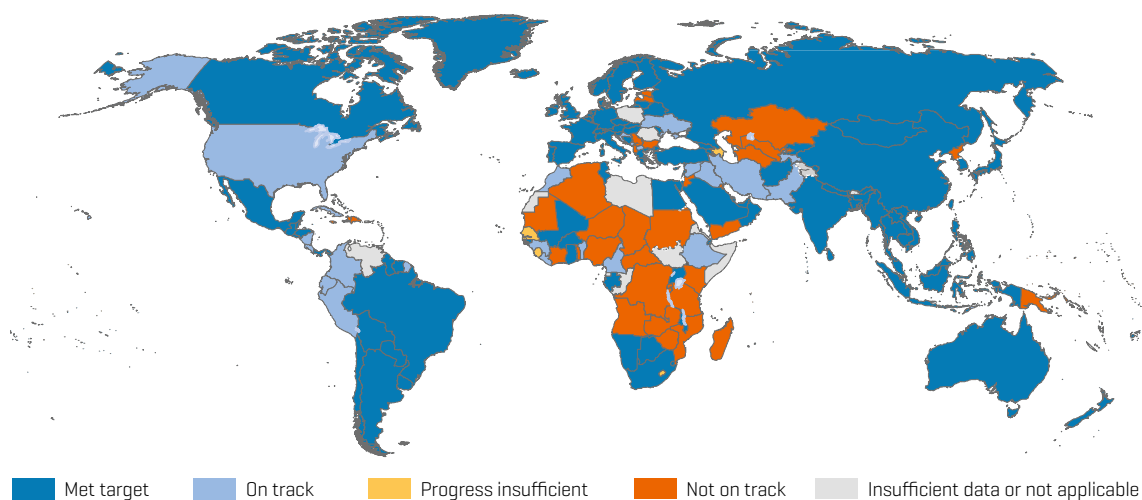 Met target On track Progress insufficient Not on track Insufficient data or not applicable